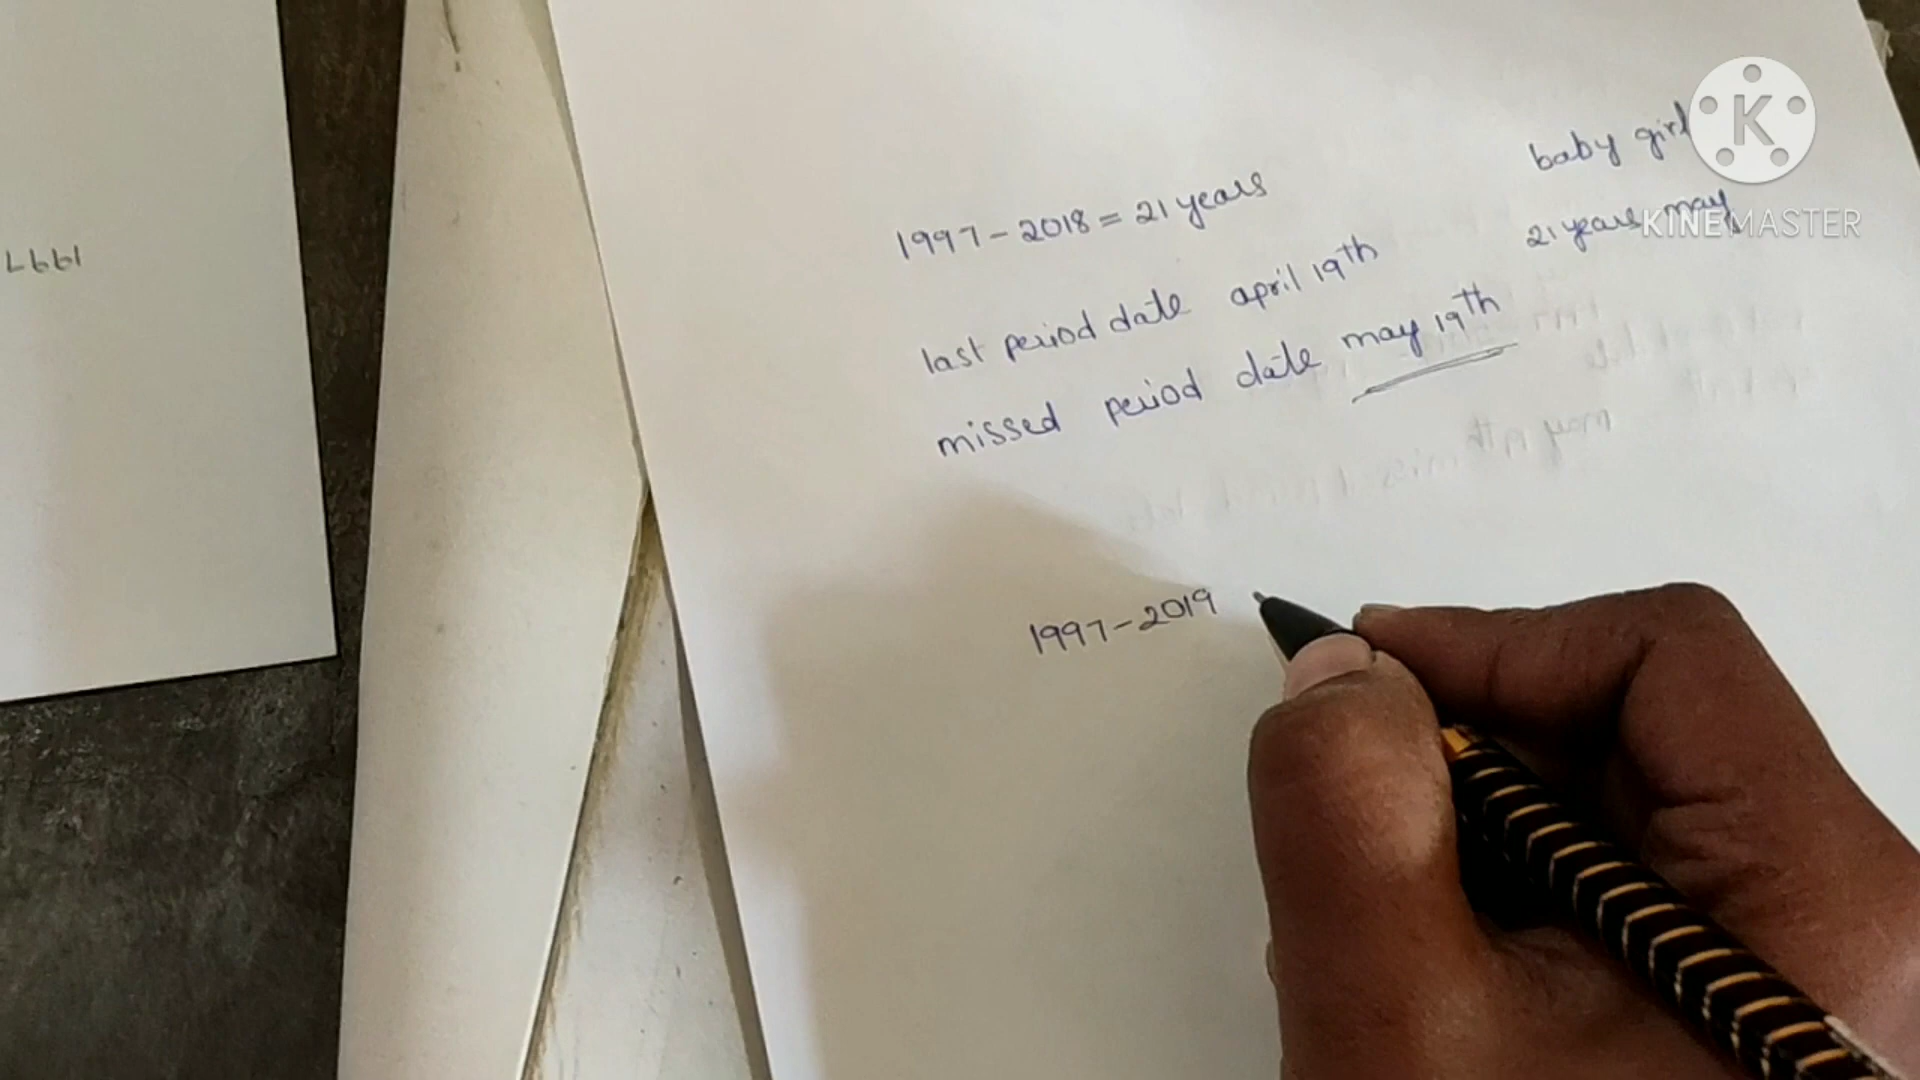 1997
1997-2018 = 21 years
baby girl
21 years may
last period date april 19th
missed period date may 19th
1997-2019
K
KINEMASTER